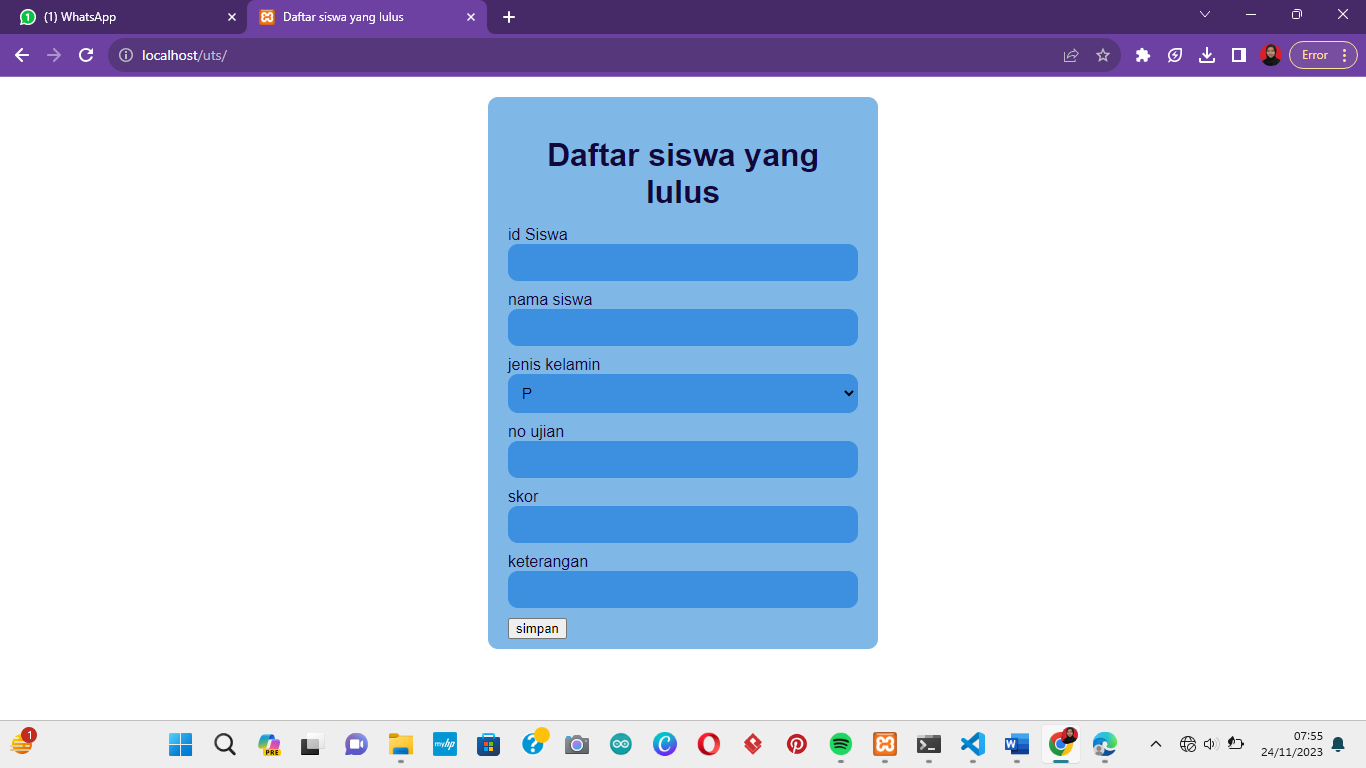 (1) WhatsApp
Daftar siswa yang lulus
localhost/uts/
Error
Daftar siswa yang
lulus
id Siswa
nama siswa
jenis kelamin
P
no ujian
skor
keterangan
simpan
1
PRE
myhp
07:55
24/11/2023